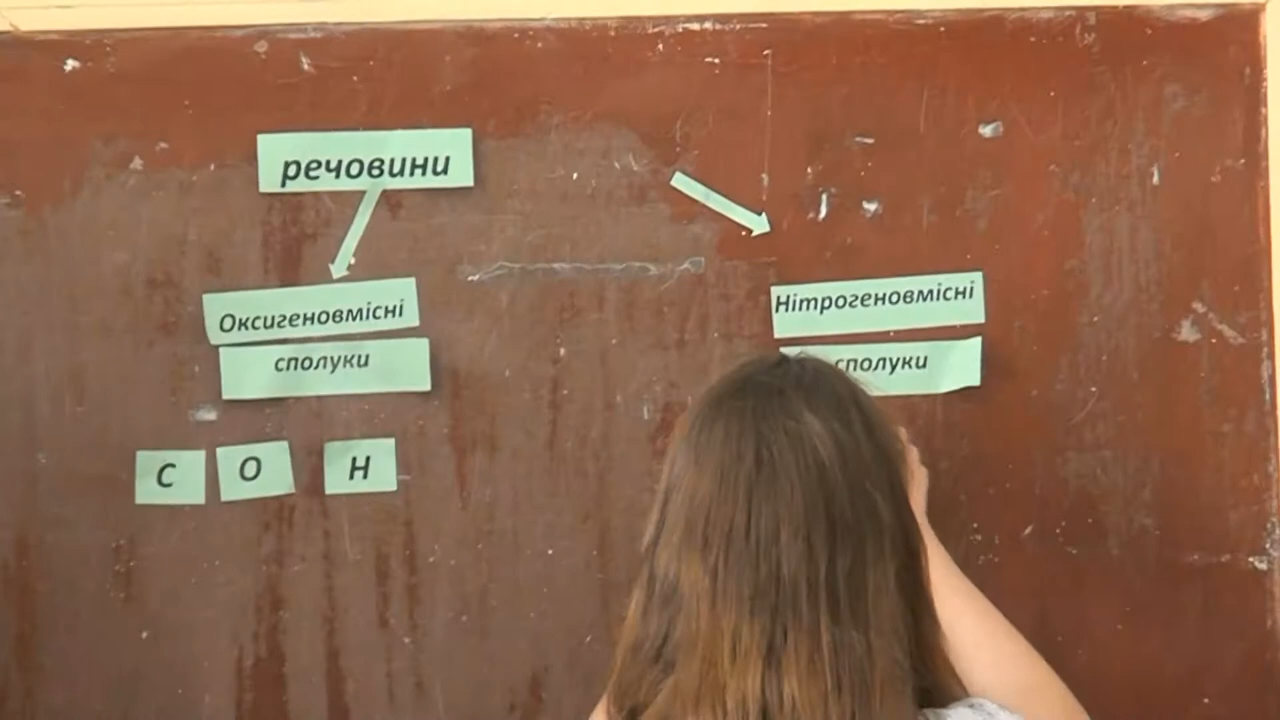 речовини
Оксигеновмісні
сполуки
Нітрогеновмісні
сполуки
С О Н